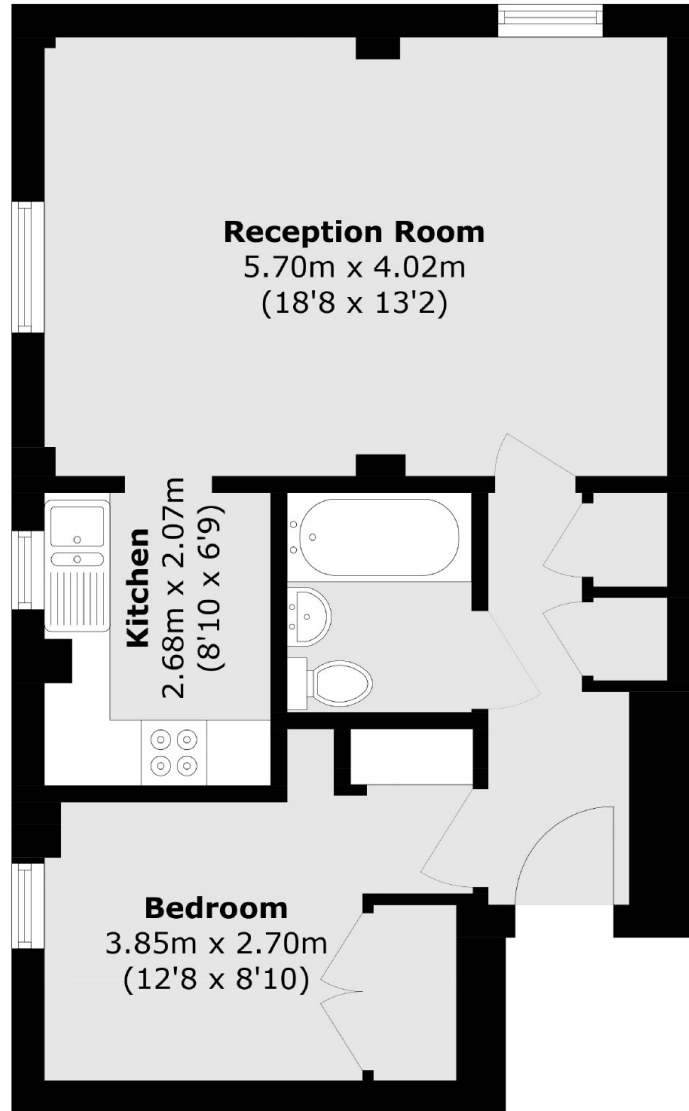 Reception Room
5.70m x 4.02m
(18'8 x 13'2)
Kitchen
2.68m x 2.07m
(8'10 x 6'9)
Bedroom
3.85m x 2.70m
(12'8 x 8'10)